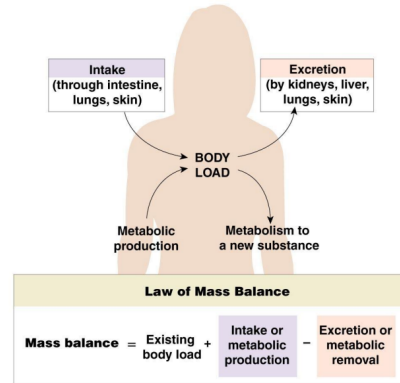 Intake
(through intestine,
lungs, skin)
Excretion
(by kidneys, liver,
lungs, skin)
BODY
LOAD
Metabolic
production
Metabolism to
a new substance
Law of Mass Balance
Mass balance = Existing body load + Intake or metabolic production − Excretion or metabolic removal